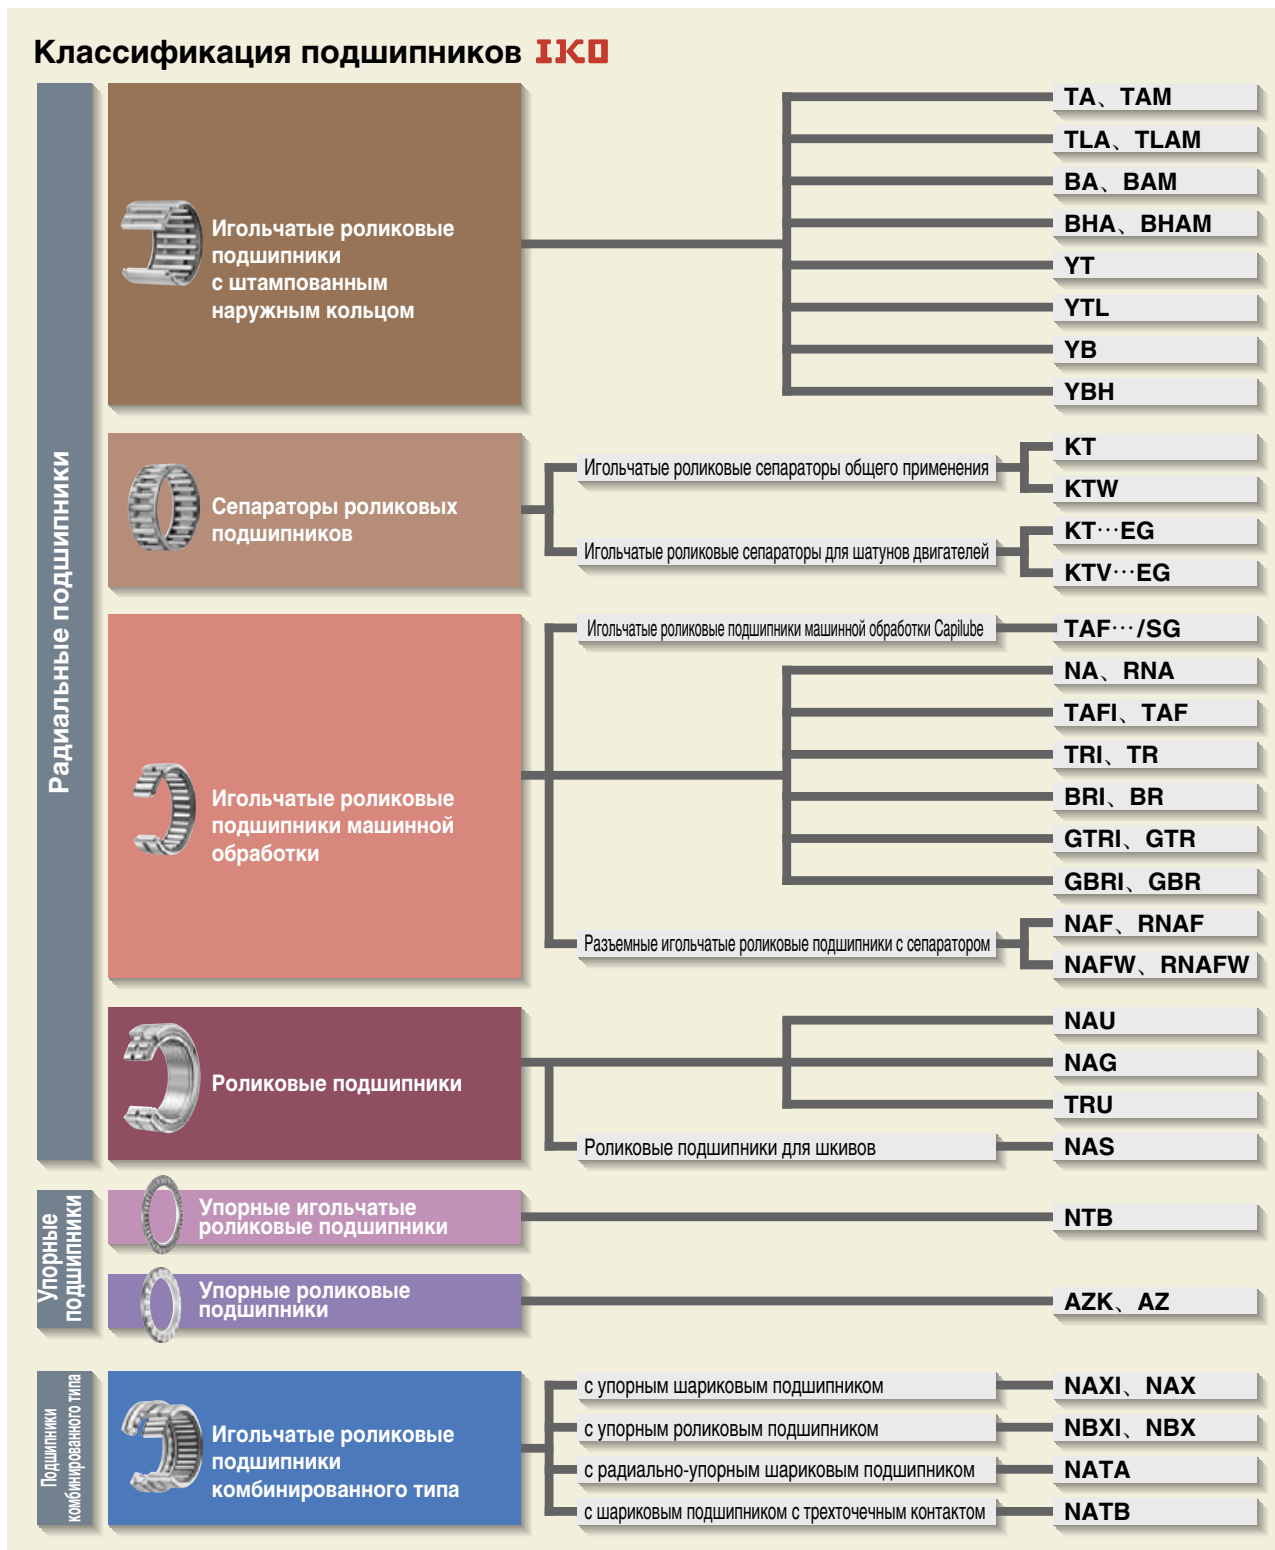 Классификация подшипников IKO
Радиальные подшипники
Игольчатые роликовые
подшипники
с штампованным
наружным кольцом
TA、TAM
TLA、TLAM
BA、BAM
BHA、BHAM
YT
YTL
YB
YBH
Сепараторы роликовых
подшипников
Игольчатые роликовые сепараторы общего применения
KT
KTW
Игольчатые роликовые сепараторы для шатунов двигателей
KT···EG
KTV···EG
Игольчатые роликовые
подшипники машинной
обработки
Игольчатые роликовые подшипники машинной обработки Capilube
TAF···/SG
NA、RNA
TAFI、TAF
TRI、TR
BRI、BR
GTRI、GTR
GBRI、GBR
Разъемные игольчатые роликовые подшипники с сепаратором
NAF、RNAF
NAFW、RNAFW
Роликовые подшипники
NAU
NAG
TRU
Роликовые подшипники для шкивов
NAS
Упорные
подшипники
Упорные игольчатые
роликовые подшипники
NTB
Упорные роликовые
подшипники
AZK、AZ
Подшипники
комбинированного типа
Игольчатые роликовые
подшипники
комбинированного типа
с упорным шариковым подшипником
NAXI、NAX
с упорным роликовым подшипником
NBXI、NBX
с радиально-упорным шариковым подшипником
NATA
с шариковым подшипником с трехточечным контактом
NATB